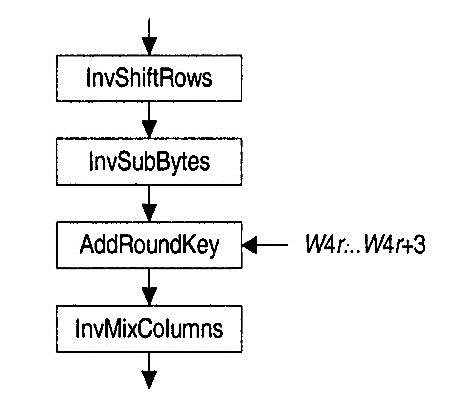 InvShiftRows
InvSubBytes
AddRoundKey
W4r...W4r+3
InvMixColumns